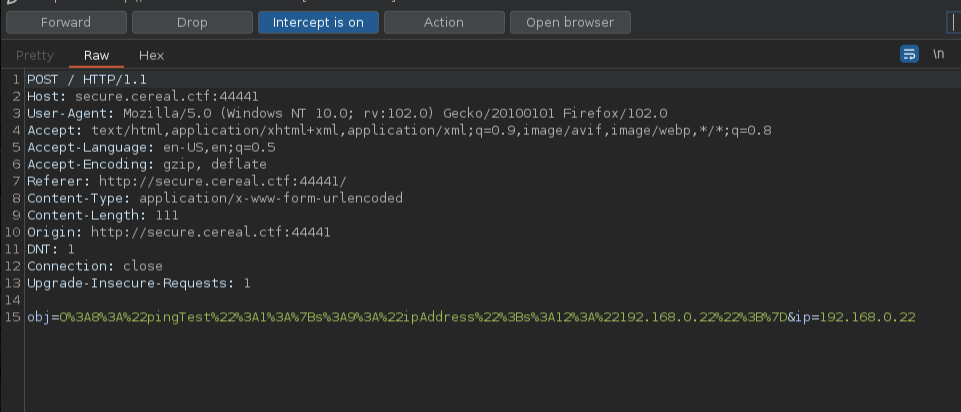 Forward Drop Intercept is on Action Open browser
Pretty Raw Hex \n
1 POST / HTTP/1.1
2 Host: secure.cereal.ctf:44441
3 User-Agent: Mozilla/5.0 (Windows NT 10.0; rv:102.0) Gecko/20100101 Firefox/102.0
4 Accept: text/html,application/xhtml+xml,application/xml;q=0.9,image/avif,image/webp,*/*;q=0.8
5 Accept-Language: en-US,en;q=0.5
6 Accept-Encoding: gzip, deflate
7 Referer: http://secure.cereal.ctf:44441/
8 Content-Type: application/x-www-form-urlencoded
9 Content-Length: 111
10 Origin: http://secure.cereal.ctf:44441
11 DNT: 1
12 Connection: close
13 Upgrade-Insecure-Requests: 1
14
15 obj=O%3A8%3A%22pingTest%22%3A1%3A%7Bs%3A9%3A%22ipAddress%22%3Bs%3A12%3A%22192.168.0.22%22%3B%7D&ip=192.168.0.22